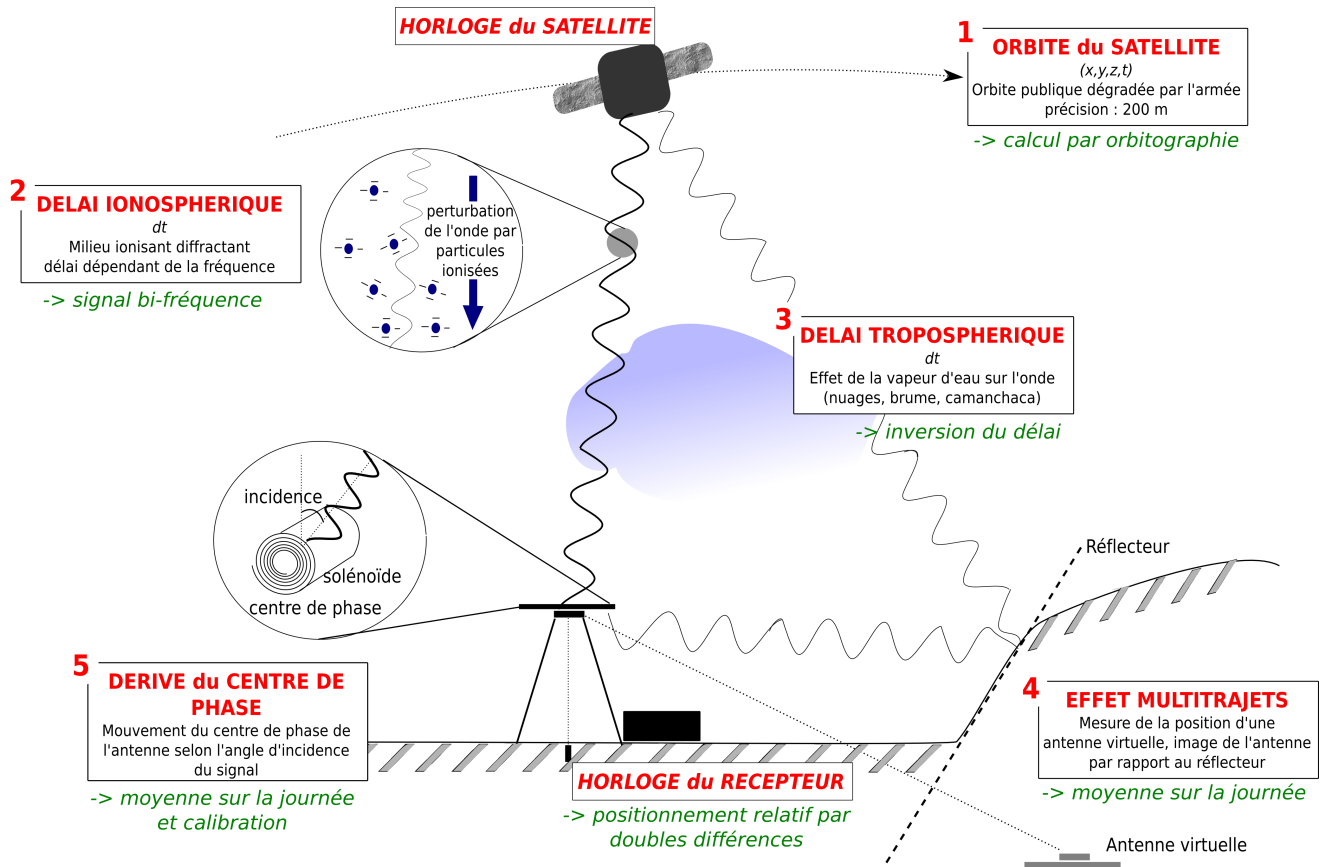 HORLOGE du SATELLITE
1
ORBITE du SATELLITE
(x,y,z,t)
Orbite publique dégradée par l'armée
précision : 200 m
-> calcul par orbitographie
2
DELAI IONOSPHERIQUE
dt
Milieu ionisant diffractant
délai dépendant de la fréquence
-> signal bi-fréquence
perturbation
de l'onde par
particules
ionisées
3
DELAI TROPOSPHERIQUE
dt
Effet de la vapeur d'eau sur l'onde
(nuages, brume, camanchaca)
-> inversion du délai
incidence
solénoïde
centre de phase
Réflecteur
5
DERIVE du CENTRE DE
PHASE
Mouvement du centre de phase de
l'antenne selon l'angle d'incidence
du signal
-> moyenne sur la journée
et calibration
HORLOGE du RECEPTEUR
-> positionnement relatif par
doubles différences
4
EFFET MULTITRAJETS
Mesure de la position d'une
antenne virtuelle, image de l'antenne
par rapport au réflecteur
-> moyenne sur la journée
Antenne virtuelle